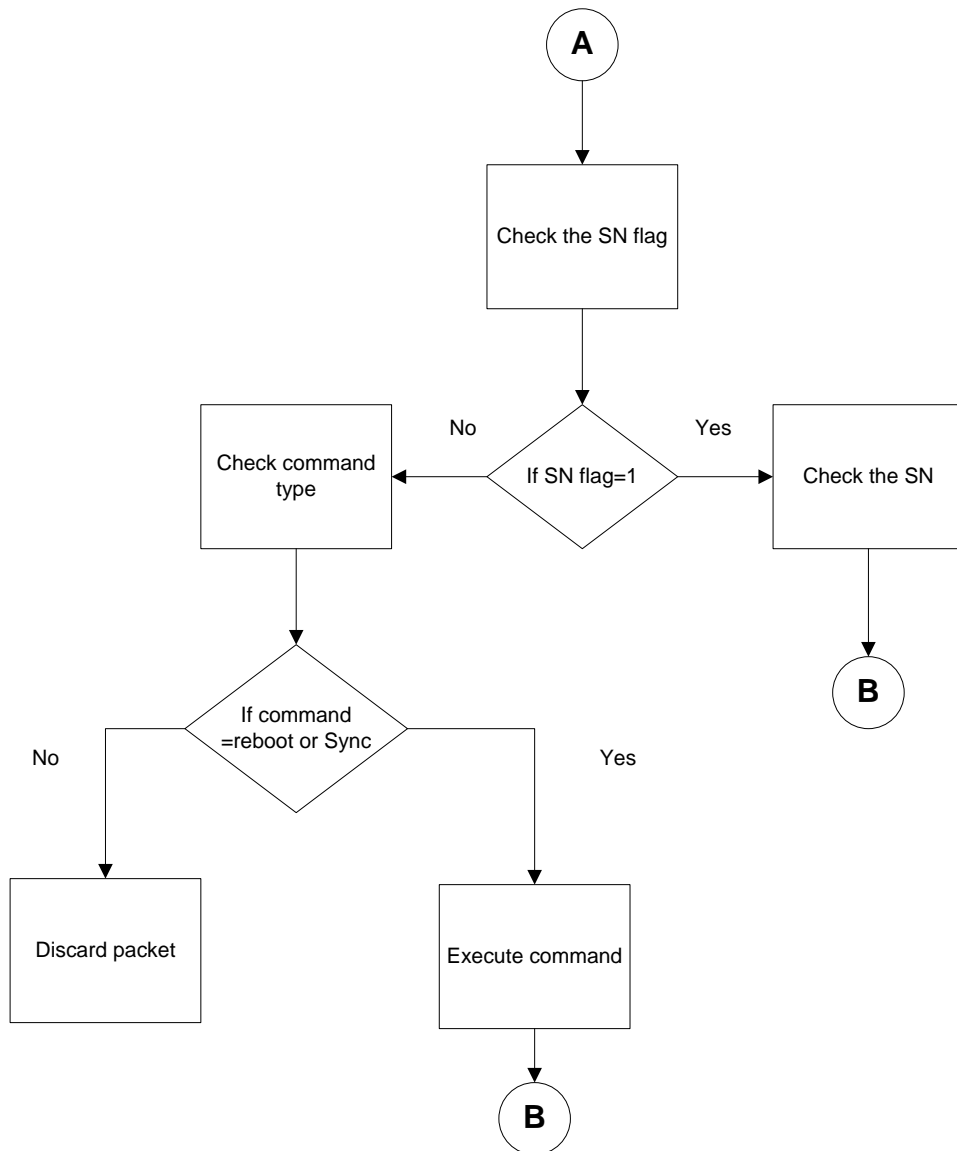 A
Check the SN flag
No
Yes
Check command
type
If SN flag=1
Check the SN
B
If command
=reboot or Sync
No
Yes
Discard packet
Execute command
B